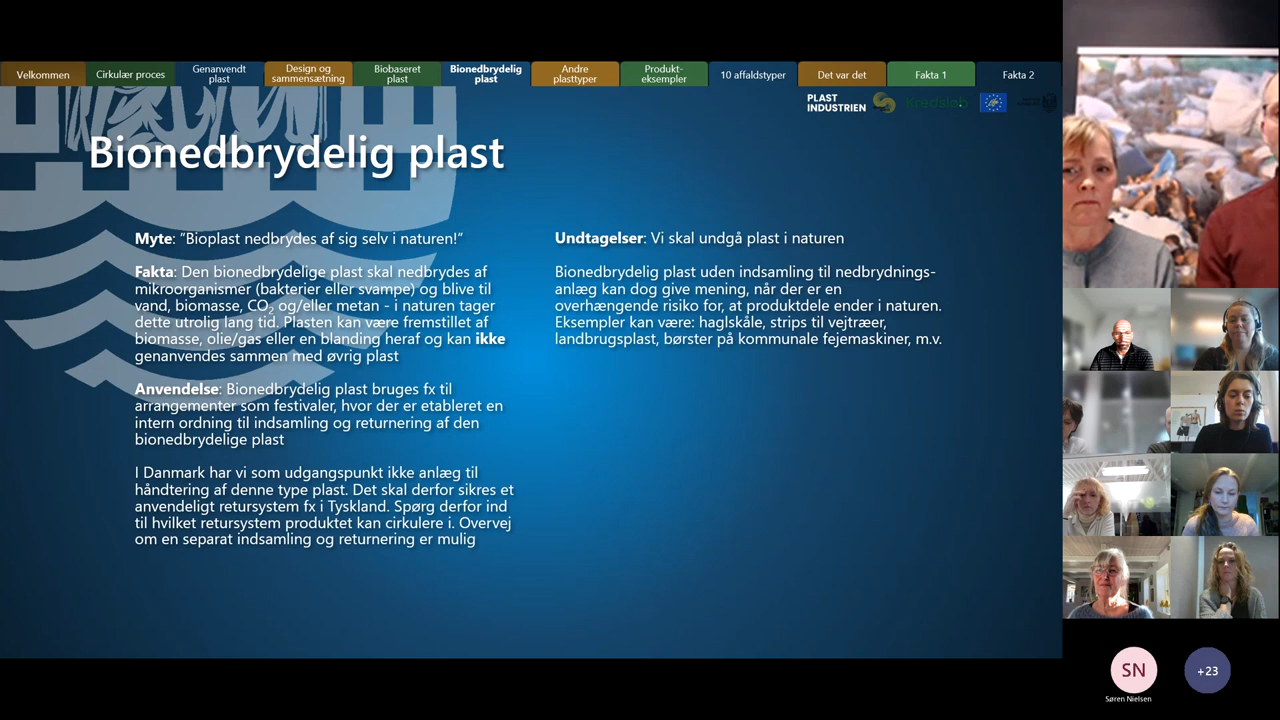 Velkommen
Cirkulær proces
Genanvendt
plast
Design og
sammensætning
Biobaseret
plast
Bionedbrydelig
plast
Andre
plasttyper
Produkt-
eksempler
10 affaldstyper
Det var det
Fakta 1
Fakta 2
PLAST
INDUSTRIEN
Kredsløb
Bionedbrydelig plast
Myte: “Bioplast nedbrydes af sig selv i naturen!”
Fakta: Den bionedbrydelige plast skal nedbrydes af
mikroorganismer (bakterier eller svampe) og blive til
vand, biomasse, CO₂ og/eller metan - i naturen tager
dette utrolig lang tid. Plasten kan være fremstillet af
biomasse, olie/gas eller en blanding heraf og kan ikke
genanvendes sammen med øvrig plast
Anvendelse: Bionedbrydelig plast bruges fx til
arrangementer som festivaler, hvor der er etableret en
intern ordning til indsamling og returnering af den
bionedbrydelige plast
I Danmark har vi som udgangspunkt ikke anlæg til
håndtering af denne type plast. Det skal derfor sikres et
anvendeligt retursystem fx i Tyskland. Spørg derfor ind
til hvilket retursystem produktet kan cirkulere i. Overvej
om en separat indsamling og returnering er mulig
Undtagelser: Vi skal undgå plast i naturen
Bionedbrydelig plast uden indsamling til nedbrydnings-
anlæg kan dog give mening, når der er en
overhængende risiko for, at produktdele ender i naturen.
Eksempler kan være: haglskåle, strips til vejtræer,
landbrugsplast, børster på kommunale fejemaskiner, m.v.
SN
Søren Nielsen
+23